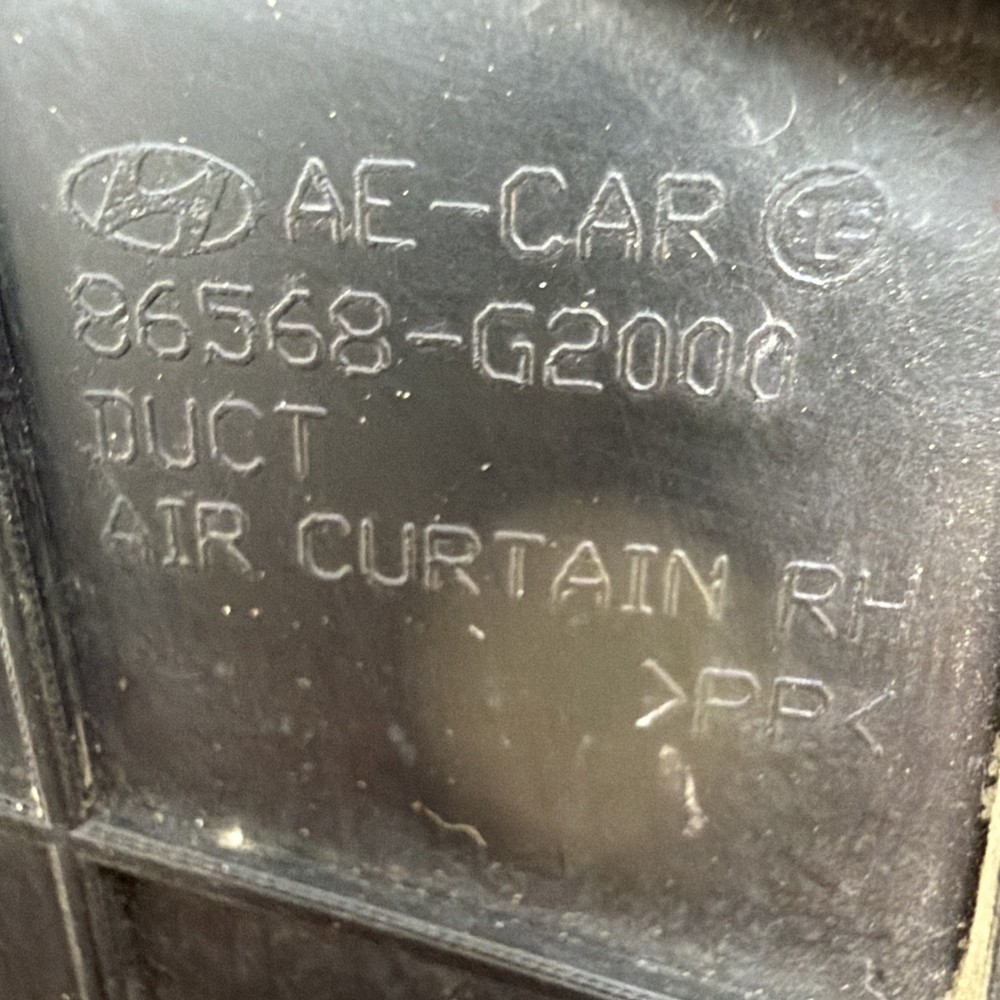 AE-CAR
86568-G2000
DUCT
AIR CURTAIN RH
>PP<